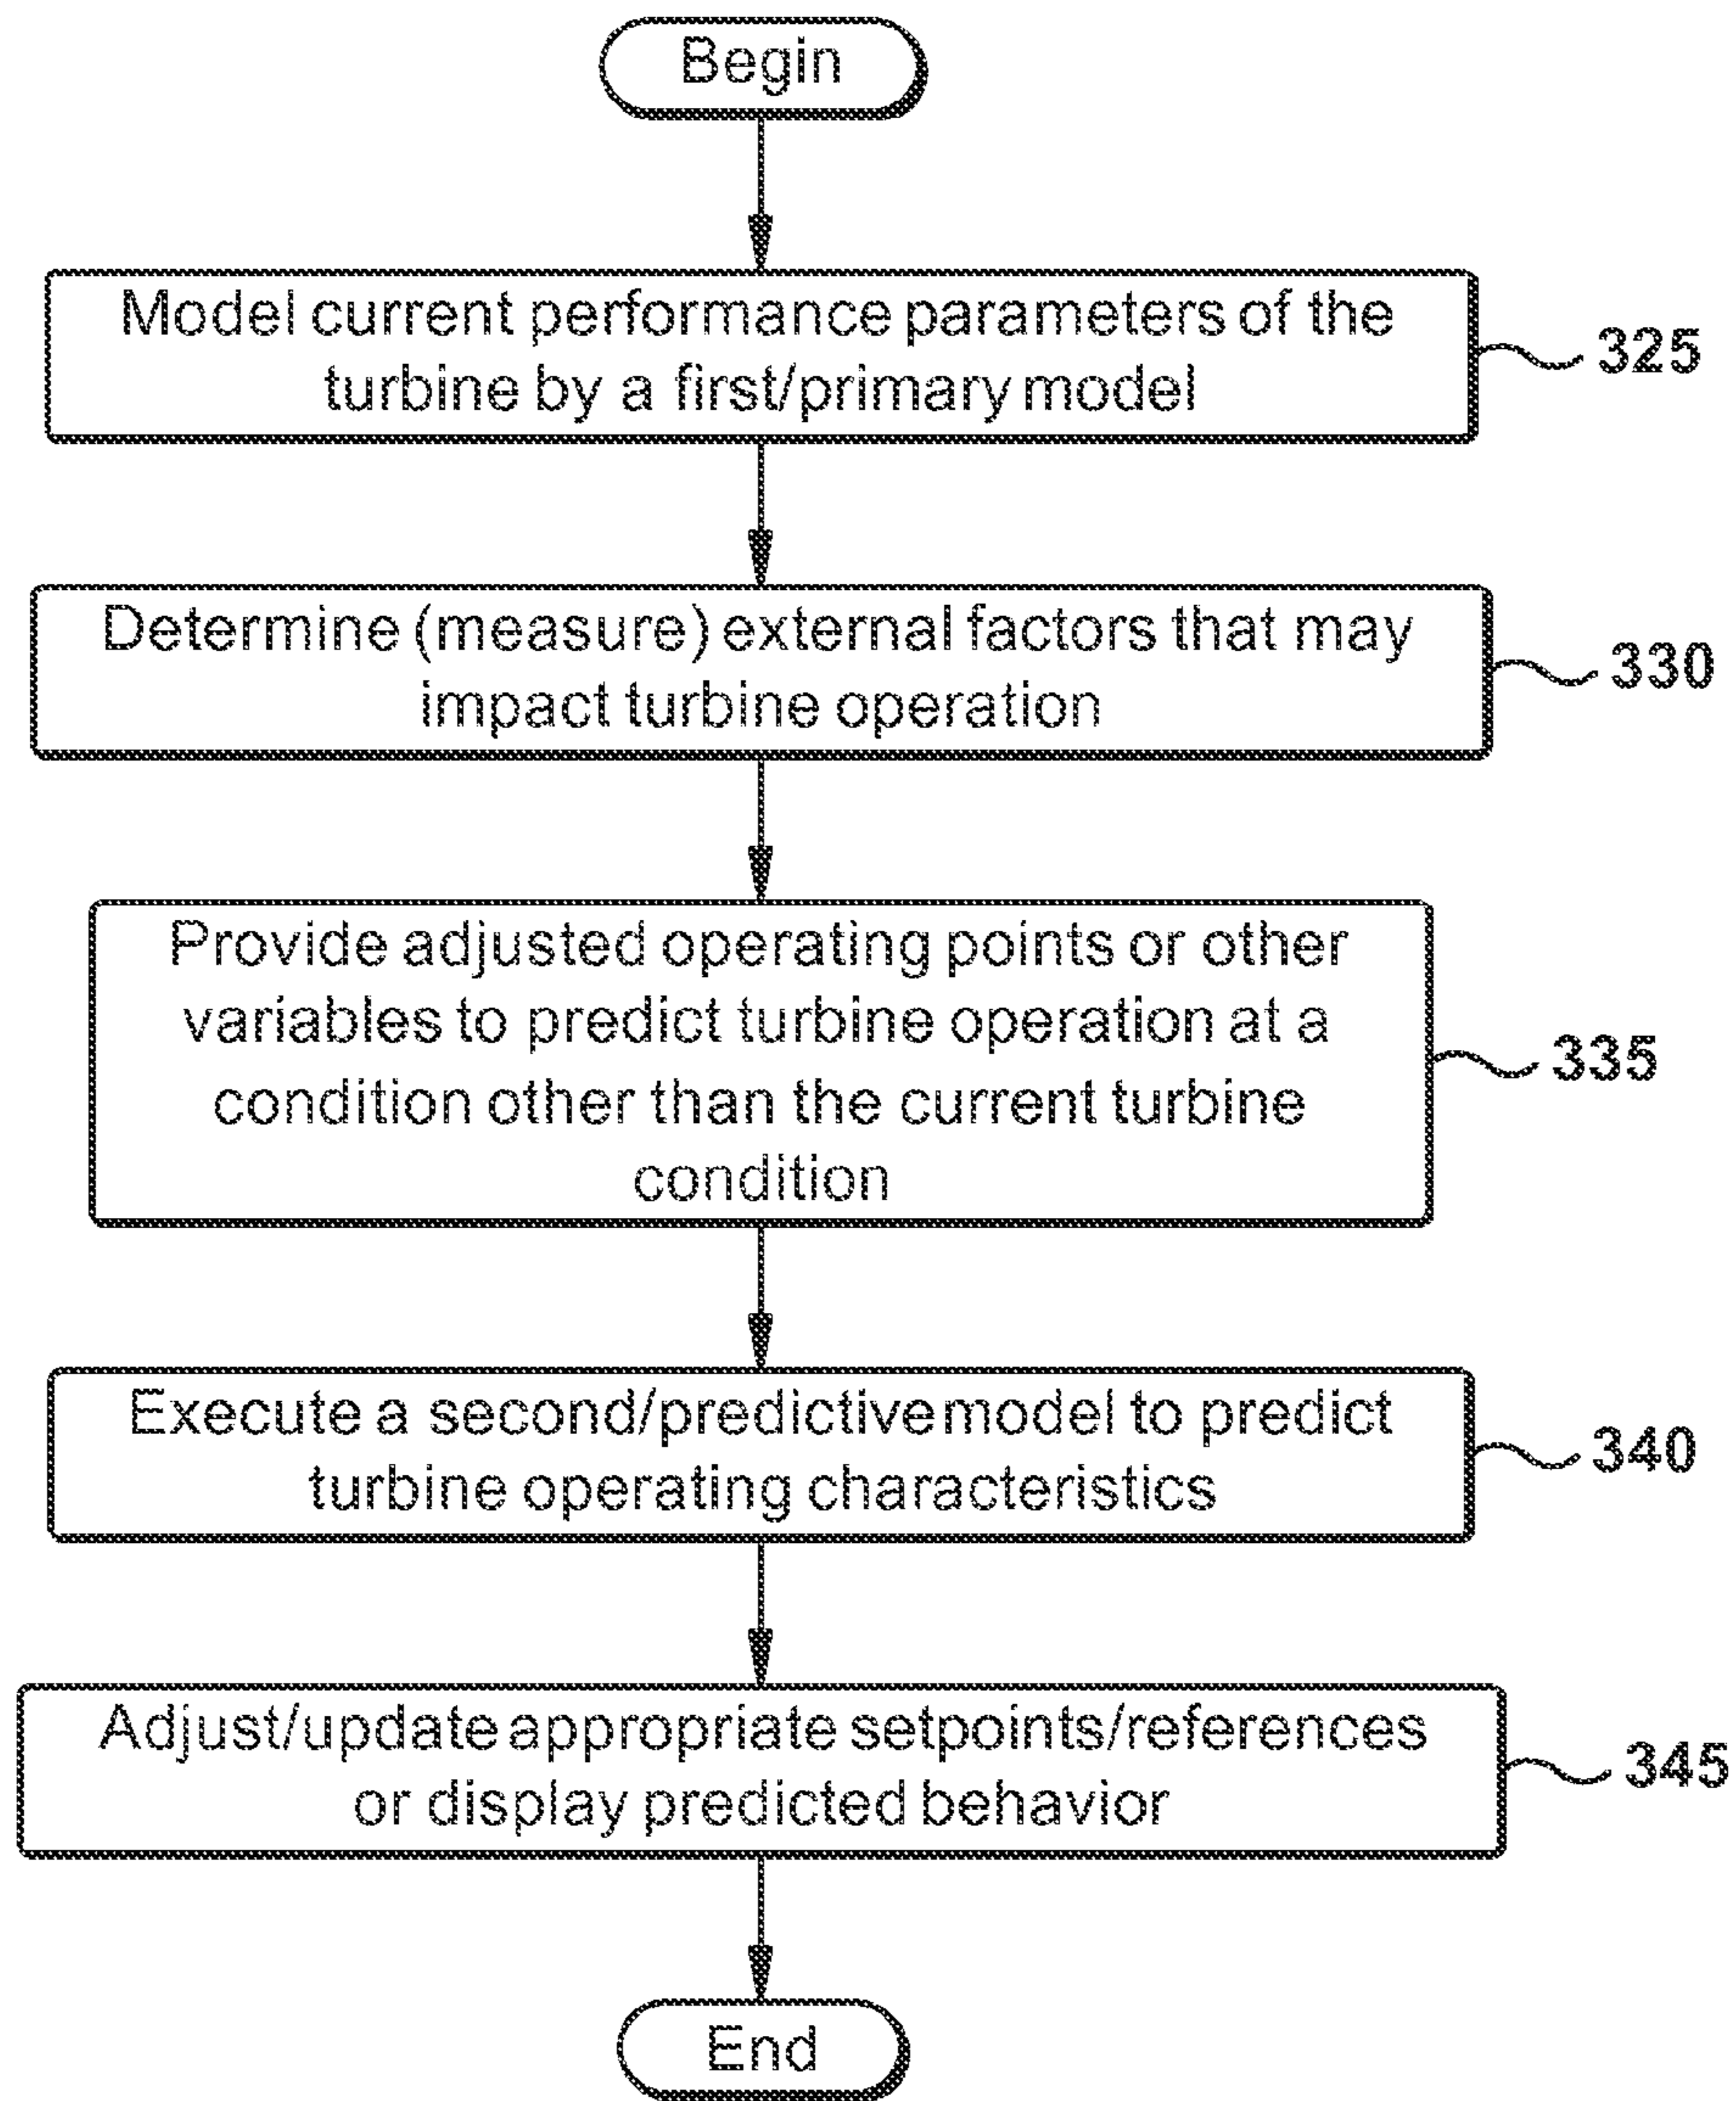 Begin
Model current performance parameters of the
turbine by a first/primary model
325
Determine (measure) external factors that may
impact turbine operation
330
Provide adjusted operating points or other
variables to predict turbine operation at a
condition other than the current turbine
condition
335
Execute a second/predictive model to predict
turbine operating characteristics
340
Adjust/update appropriate setpoints/references
or display predicted behavior
345
End